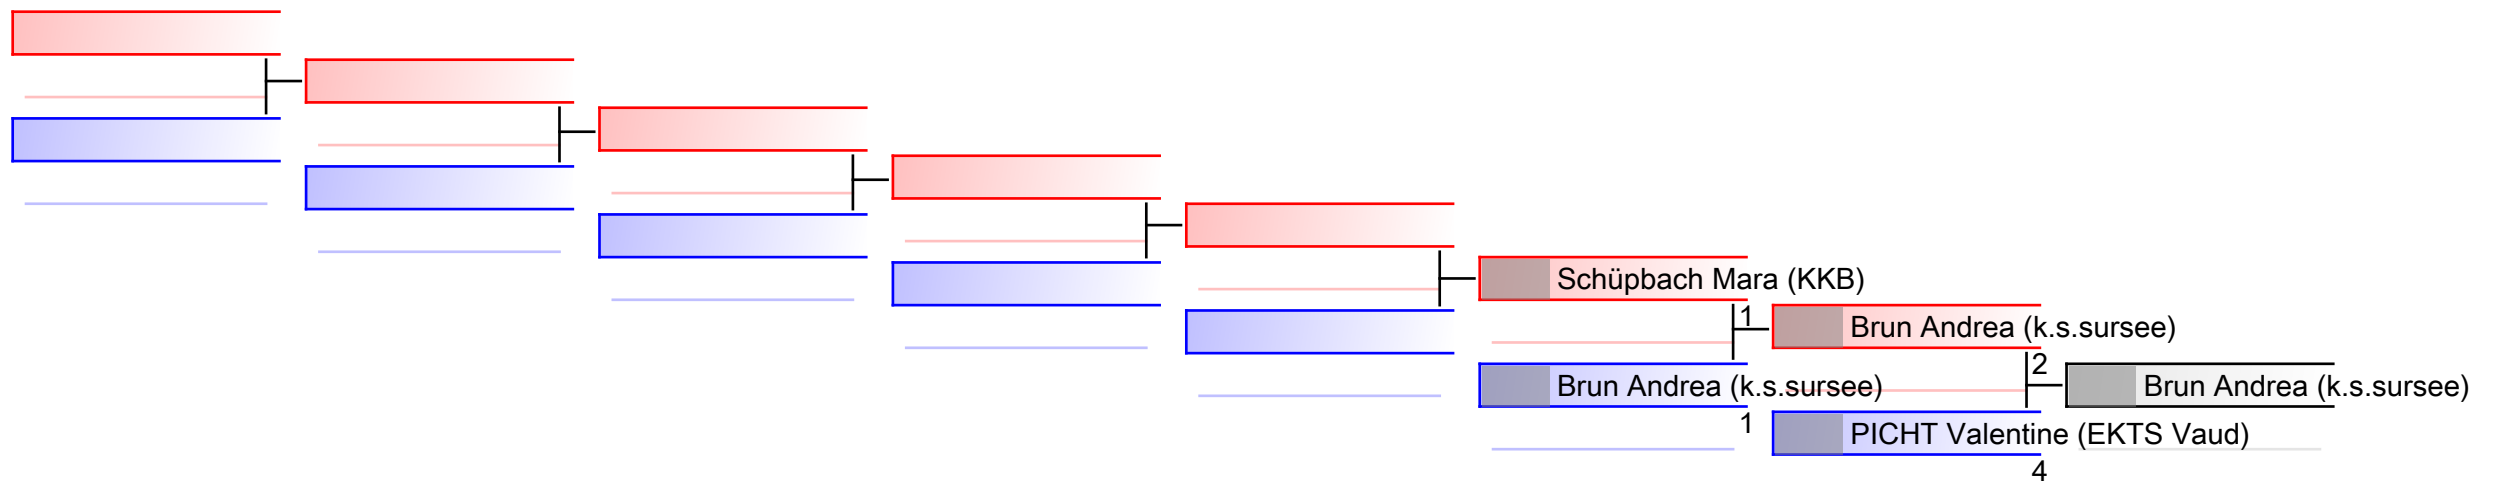 Schüpbach Mara (KKB)
1
Brun Andrea (k.s.sursee)
1
Brun Andrea (k.s.sursee)
2
PICHT Valentine (EKTS Vaud)
4
Brun Andrea (k.s.sursee)